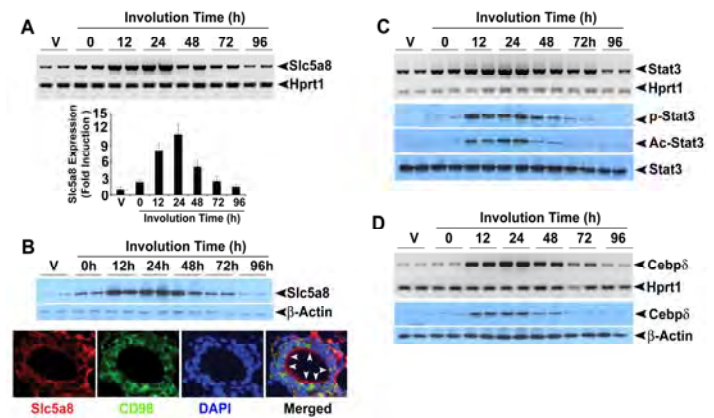 A
Involution Time (h)
V 0 12 24 48 72 96
Slc5a8
Hprt1
Slc5a8 Expression
(Fold Incuction)
15
12
9
6
3
0
V 0 12 24 48 72 96
Involution Time (h)
B
Involution Time (h)
V 0h 12h 24h 48h 72h 96h
Slc5a8
β-Actin
Slc5a8 CD98 DAPI Merged
C
Involution Time (h)
V 0 12 24 48 72h 96
Stat3
Hprt1
p-Stat3
Ac-Stat3
Stat3
D
Involution Time (h)
V 0 12 24 48 72 96
Cebpδ
Hprt1
Cebpδ
β-Actin